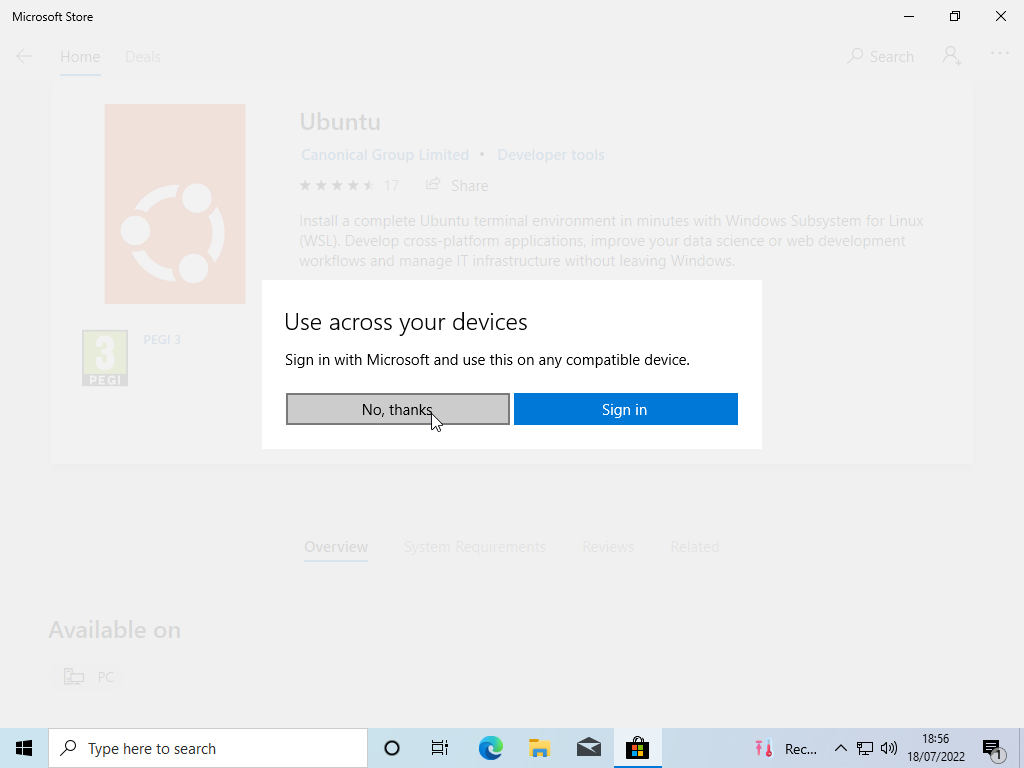 Microsoft Store
Home Deals Search
Ubuntu
Canonical Group Limited • Developer tools
17 Share
Install a complete Ubuntu terminal environment in minutes with Windows Subsystem for Linux
(WSL). Develop cross-platform applications, improve your data science or web development
workflows and manage IT infrastructure without leaving Windows.
3
PEGI
PEGI 3
Use across your devices
Sign in with Microsoft and use this on any compatible device.
No, thanks Sign in
Overview System Requirements Reviews Related
Available on
PC
Type here to search
Rec...
18:56
18/07/2022
1